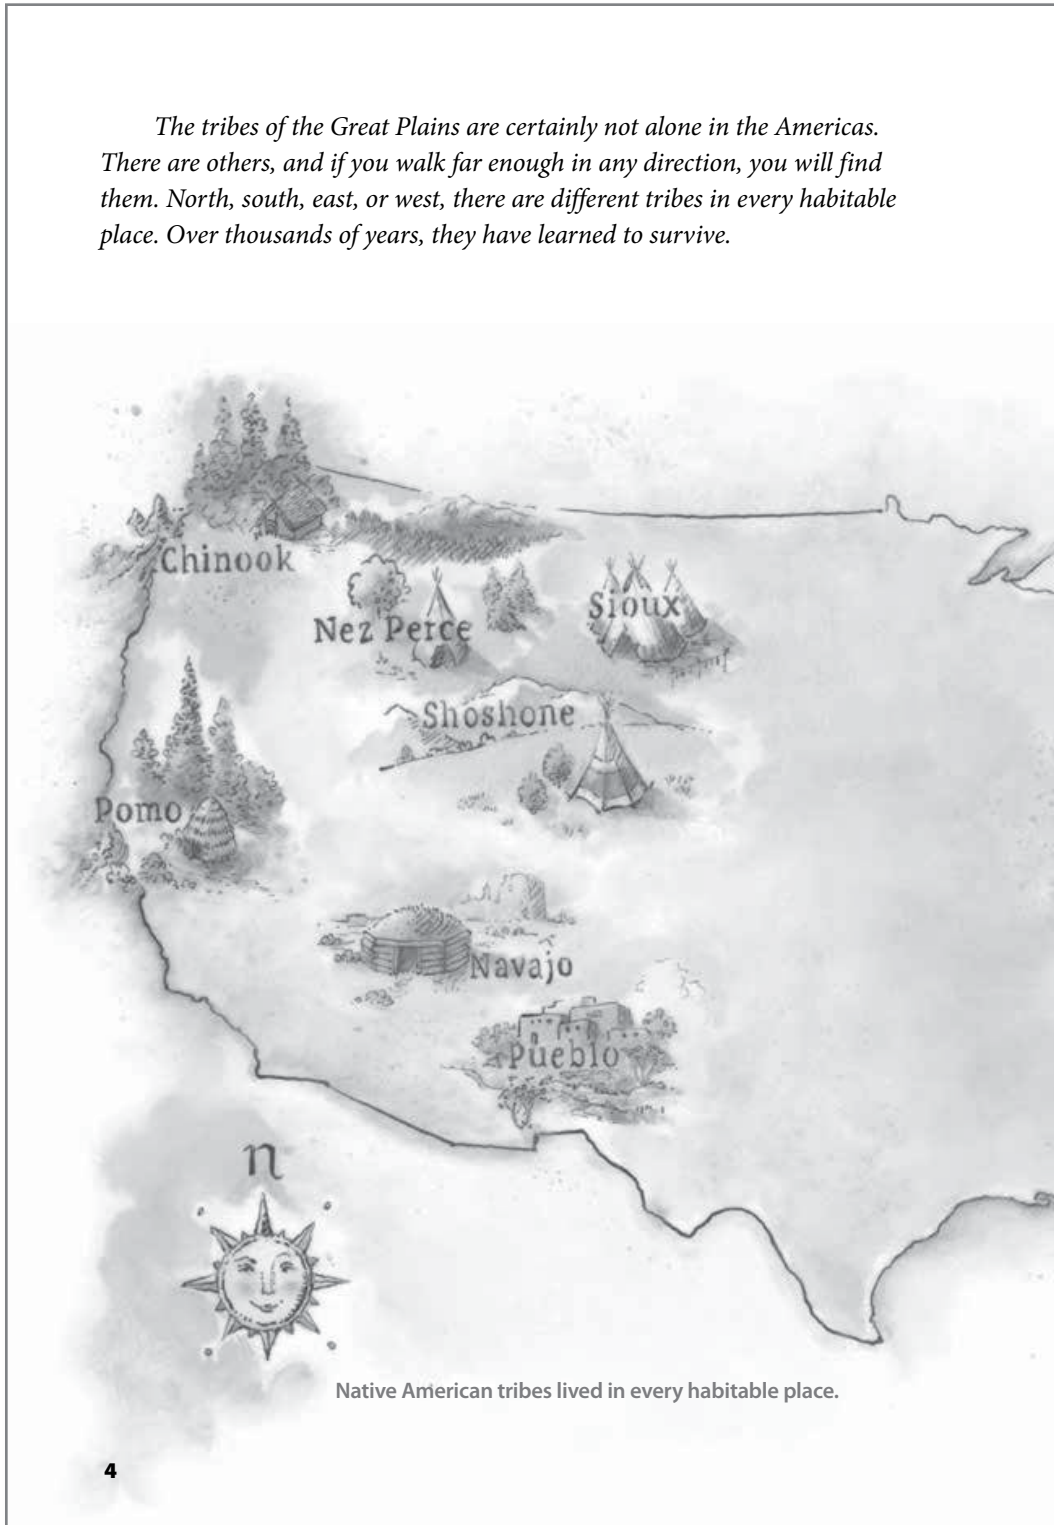 The tribes of the Great Plains are certainly not alone in the Americas.
There are others, and if you walk far enough in any direction, you will find
them. North, south, east, or west, there are different tribes in every habitable
place. Over thousands of years, they have learned to survive.
Chinook
Nez Perce
Sioux
Shoshone
Pomo
Navajo
Pueblo
n
Native American tribes lived in every habitable place.
4